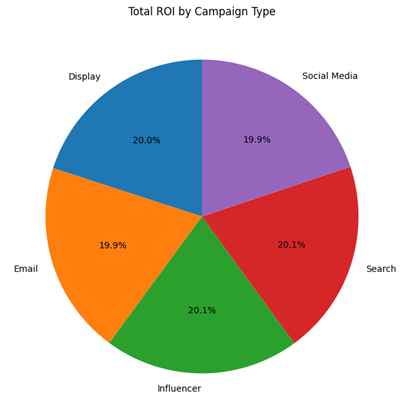 Total ROI by Campaign Type
Display
Social Media
20.0%
19.9%
Email
19.9%
20.1%
Search
20.1%
Influencer